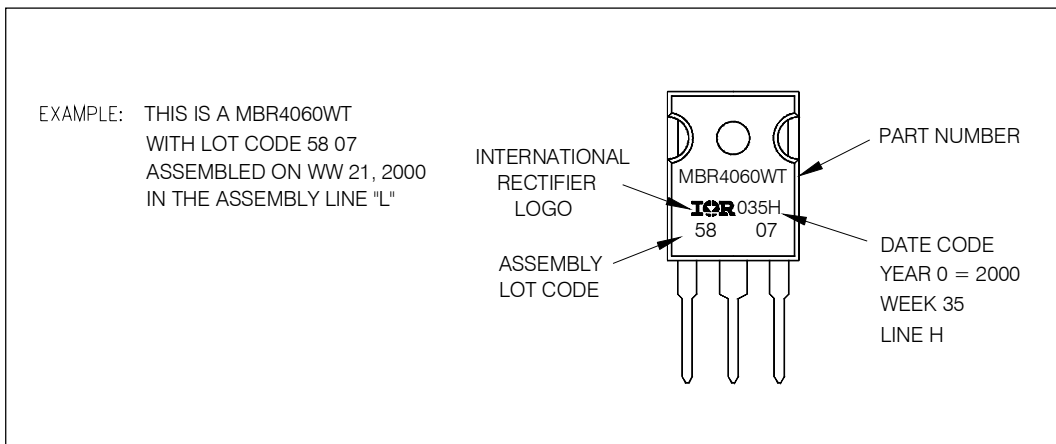 EXAMPLE: THIS IS A MBR4060WT
WITH LOT CODE 58 07
ASSEMBLED ON WW 21, 2000
IN THE ASSEMBLY LINE "L"
INTERNATIONAL
RECTIFIER
LOGO
ASSEMBLY
LOT CODE
MBR4060WT
IOR 035H
58 07
PART NUMBER
DATE CODE
YEAR 0 = 2000
WEEK 35
LINE H